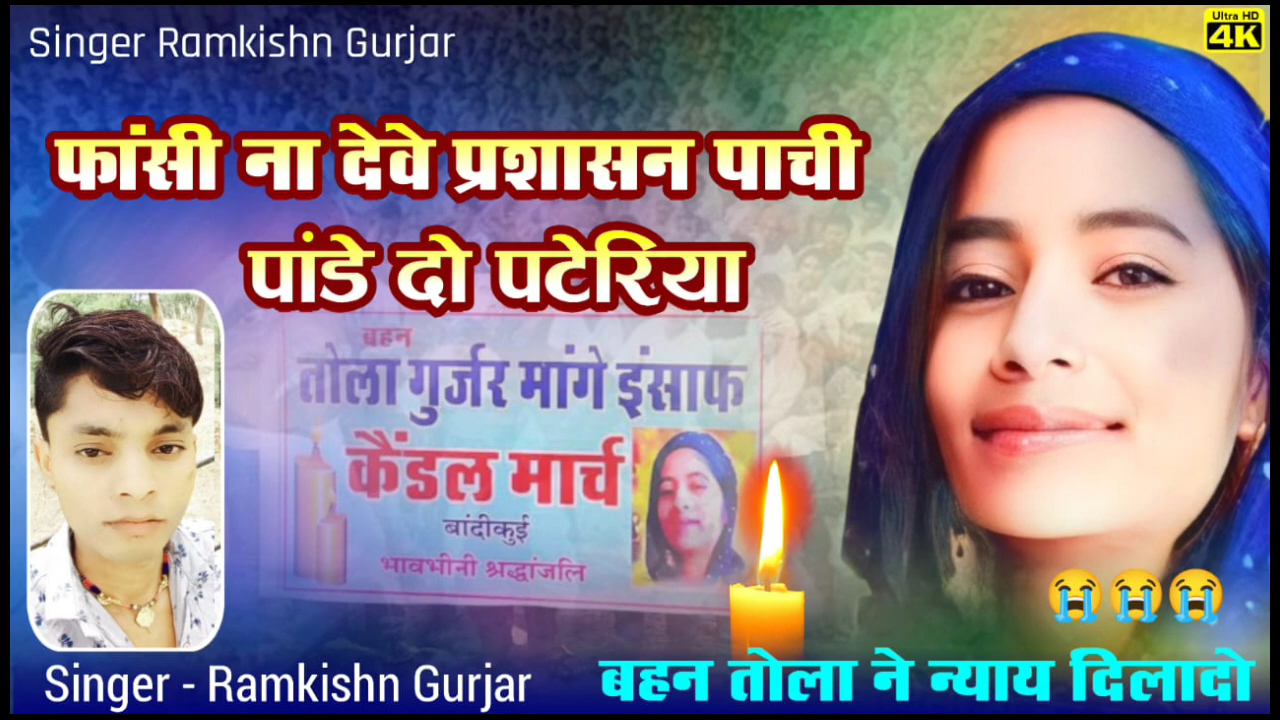 Singer Ramkishn Gurjar
Ultra HD
4K
फांसी ना देवे प्रशासन पाची
पांडे दो पटेरिया
बहन
तोला गुर्जर मांगे इंसाफ
कैंडल मार्च
बांदीकुई
भावभीनी श्रद्धांजलि
Singer - Ramkishn Gurjar
बहन तोला ने न्याय दिलादो